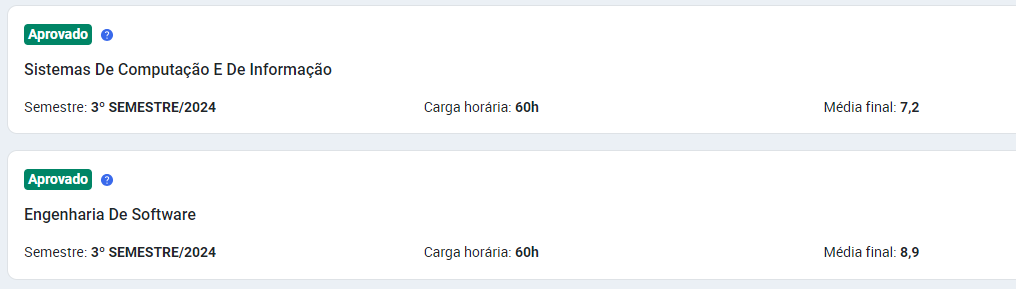 Aprovado ?
Sistemas De Computação E De Informação
Semestre: 3º SEMESTRE/2024 Carga horária: 60h Média final: 7,2
Aprovado ?
Engenharia De Software
Semestre: 3º SEMESTRE/2024 Carga horária: 60h Média final: 8,9